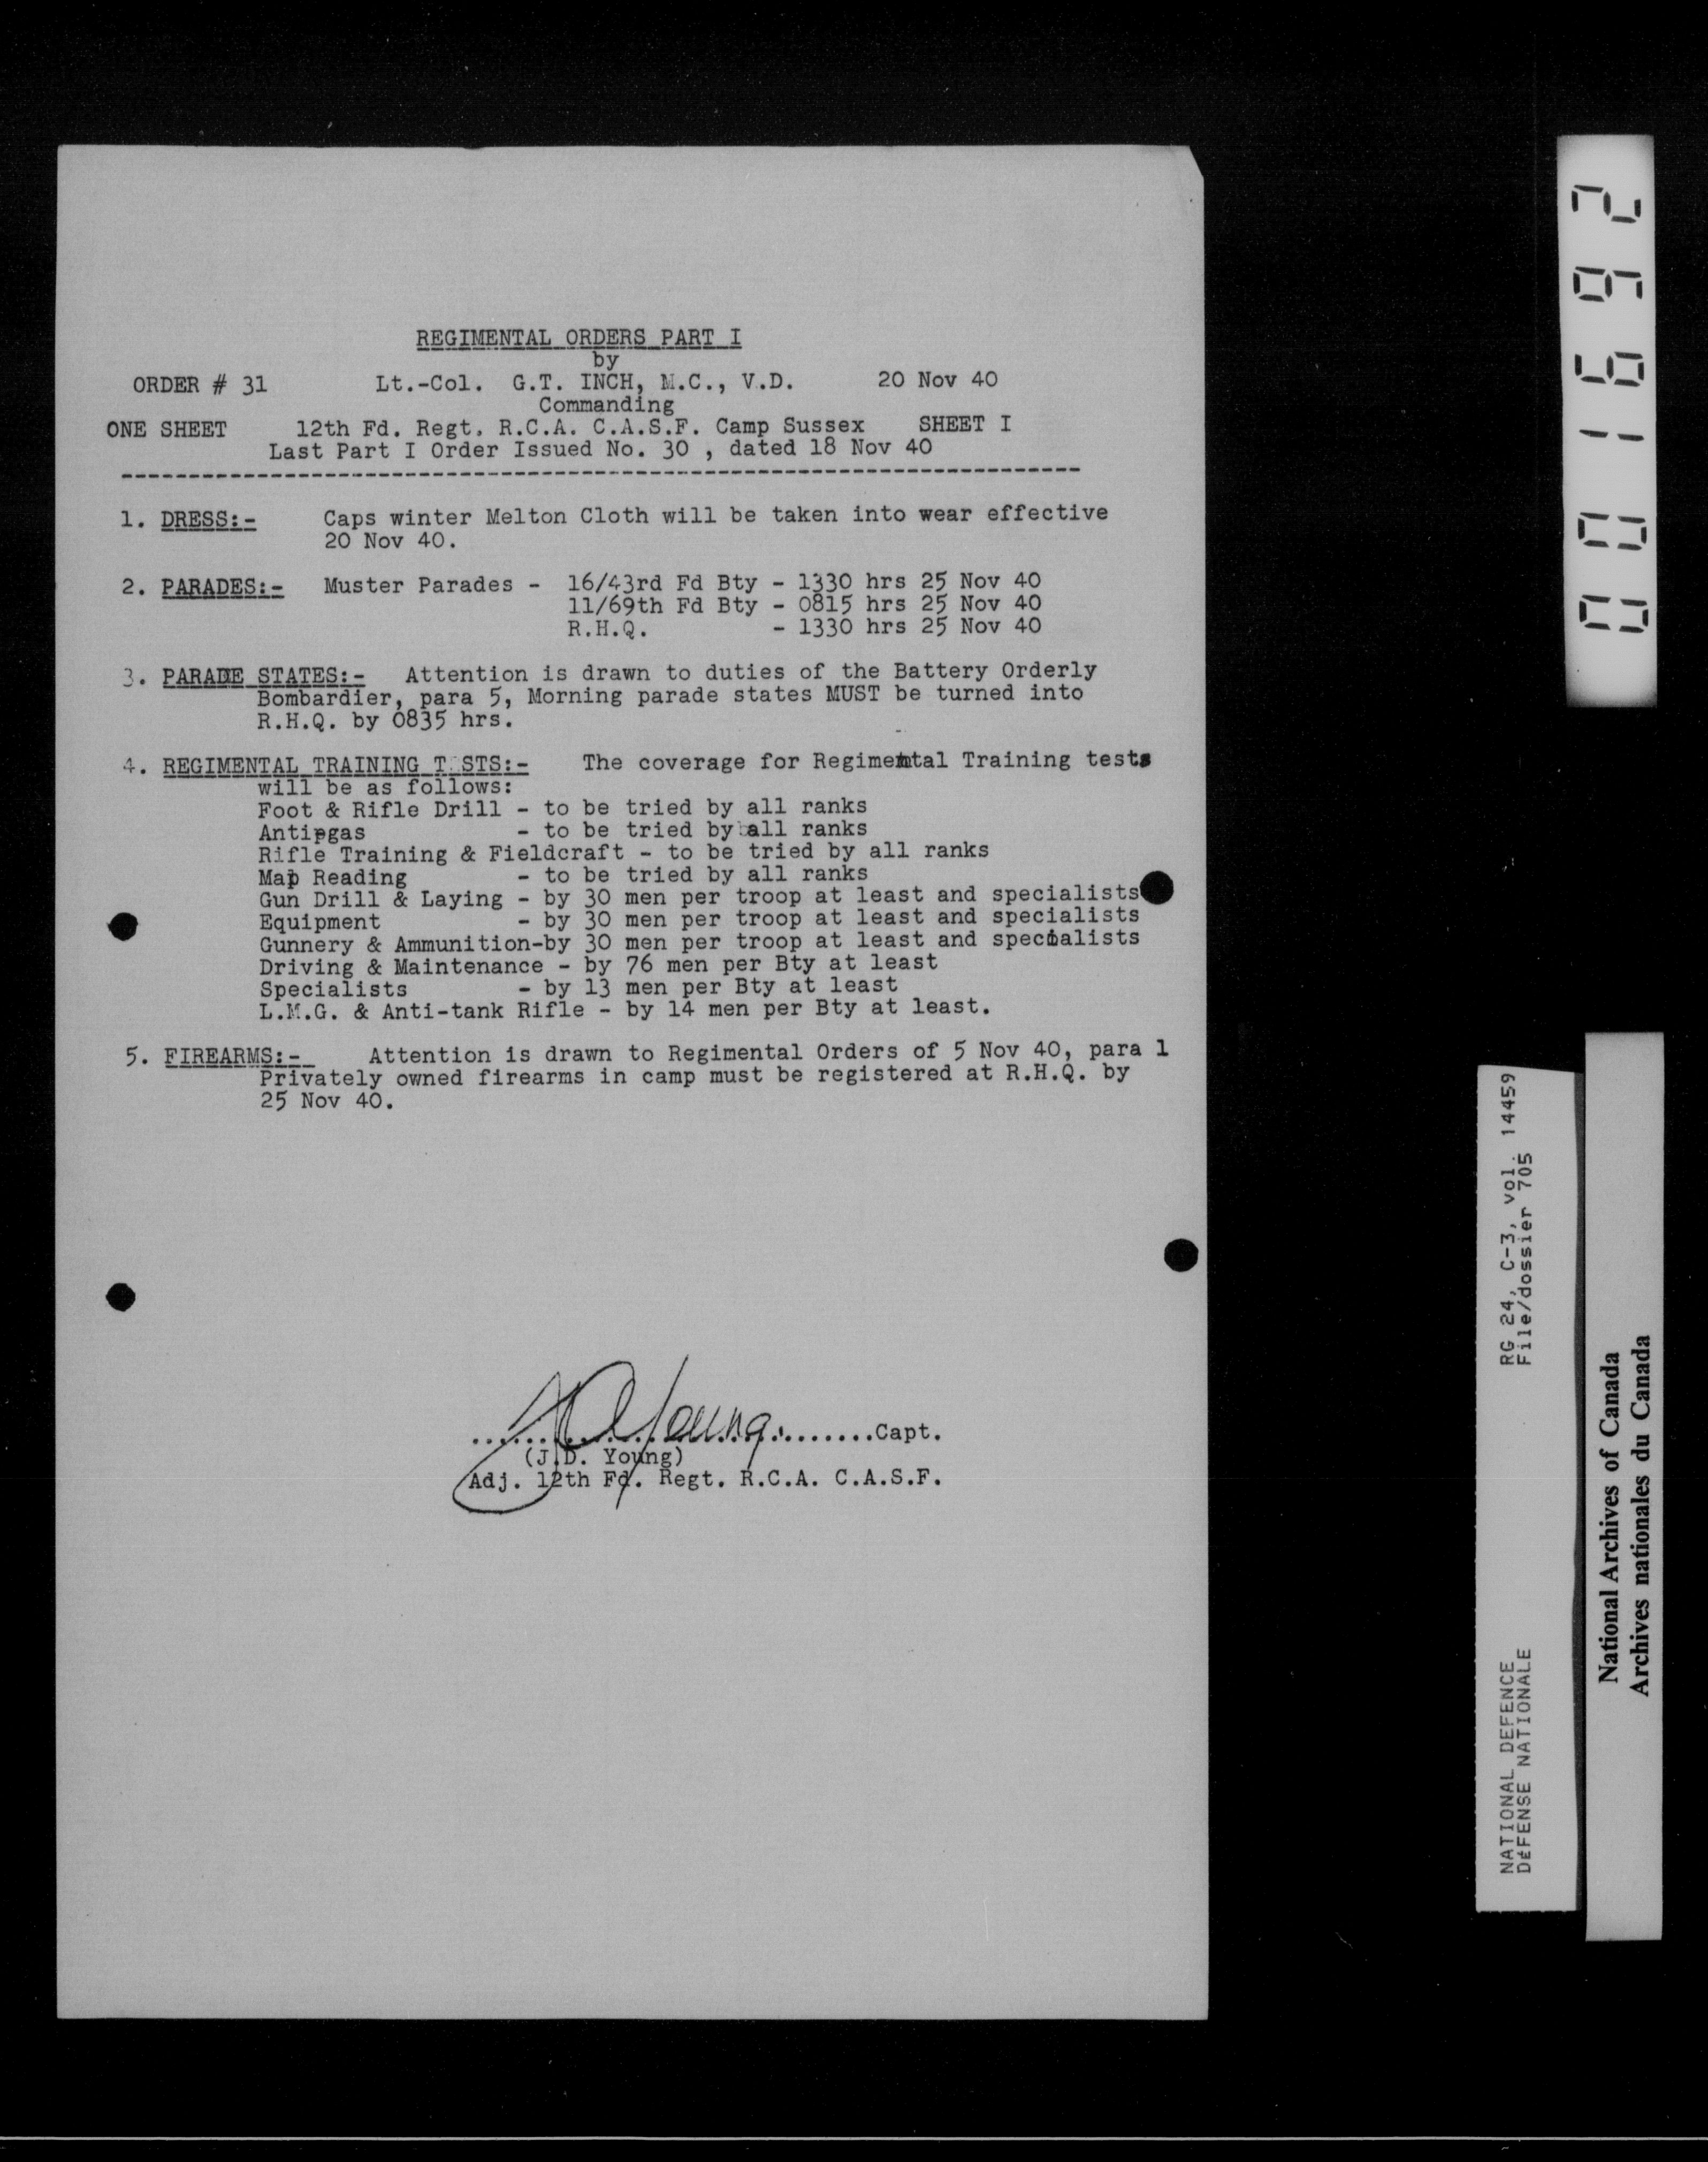 REGIMENTAL ORDERS PART I
by
ORDER # 31 Lt.-Col. G.T. INCH, M.C., V.D. 20 Nov 40
Commanding
ONE SHEET 12th Fd. Regt. R.C.A. C.A.S.F. Camp Sussex SHEET I
Last Part I Order Issued No. 30 , dated 18 Nov 40
1. DRESS:- Caps winter Melton Cloth will be taken into wear effective
20 Nov 40.
2. PARADES:- Muster Parades - 16/43rd Fd Bty - 1330 hrs 25 Nov 40
11/69th Fd Bty - 0815 hrs 25 Nov 40
R.H.Q. - 1330 hrs 25 Nov 40
3. PARADE STATES:- Attention is drawn to duties of the Battery Orderly
Bombardier, para 5, Morning parade states MUST be turned into
R.H.Q. by 0835 hrs.
4. REGIMENTAL TRAINING T STS:- The coverage for Regimental Training tests
will be as follows:
Foot & Rifle Drill - to be tried by all ranks
Anti-gas - to be tried by all ranks
Rifle Training & Fieldcraft - to be tried by all ranks
Map Reading - to be tried by all ranks
Gun Drill & Laying - by 30 men per troop at least and specialists
Equipment - by 30 men per troop at least and specialists
Gunnery & Ammunition-by 30 men per troop at least and specialists
Driving & Maintenance - by 76 men per Bty at least
Specialists - by 13 men per Bty at least
L.M.G. & Anti-tank Rifle - by 14 men per Bty at least.
5. FIREARMS:- Attention is drawn to Regimental Orders of 5 Nov 40, para 1
Privately owned firearms in camp must be registered at R.H.Q. by
25 Nov 40.
JDYoung..........Capt.
(J.D. Young)
Adj. 12th Fd. Regt. R.C.A. C.A.S.F.
001692
RG 24, C-3, vol. 14459
File/dossier 705
NATIONAL DEFENCE
DÉFENSE NATIONALE
National Archives of Canada
Archives nationales du Canada